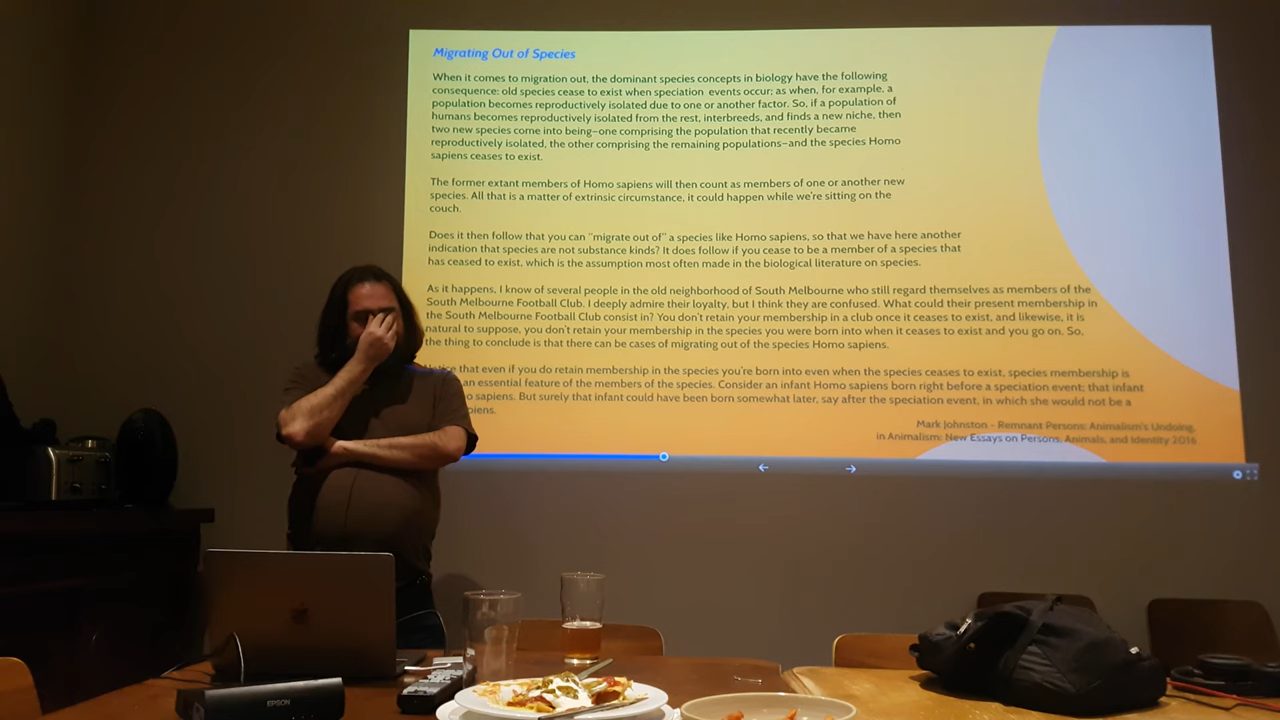 Migrating Out of Species
When it comes to migration out, the dominant species concepts in biology have the following
consequence: old species cease to exist when speciation events occur; as when, for example, a
population becomes reproductively isolated due to one or another factor. So, if a population of
humans becomes reproductively isolated from the rest, interbreeds, and finds a new niche, then
two new species come into being—one comprising the population that recently became
reproductively isolated, the other comprising the remaining populations—and the species Homo
sapiens ceases to exist.
The former extant members of Homo sapiens will then count as members of one or another new
species. All that is a matter of extrinsic circumstance, it could happen while we're sitting on the
couch.
Does it then follow that you can "migrate out of" a species like Homo sapiens, so that we have here another
indication that species are not substance kinds? It does follow if you cease to be a member of a species that
has ceased to exist, which is the assumption most often made in the biological literature on species.
As it happens, I know of several people in the old neighborhood of South Melbourne who still regard themselves as members of the
South Melbourne Football Club. I deeply admire their loyalty, but I think they are confused. What could their present membership in
the South Melbourne Football Club consist in? You don't retain your membership in a club once it ceases to exist, and likewise, it is
natural to suppose, you don't retain your membership in the species you were born into when it ceases to exist and you go on. So,
the thing to conclude is that there can be cases of migrating out of the species Homo sapiens.
that even if you do retain membership in the species you're born into even when the species ceases to exist, species membership is
an essential feature of the members of the species. Consider an infant Homo sapiens born right before a speciation event; that infant
sapiens. But surely that infant could have been born somewhat later, say after the speciation event, in which she would not be a
Mark Johnston - Remnant Persons: Animalism's Undoing,
in Animalism: New Essays on Persons, Animals, and Identity 2016
EPSON